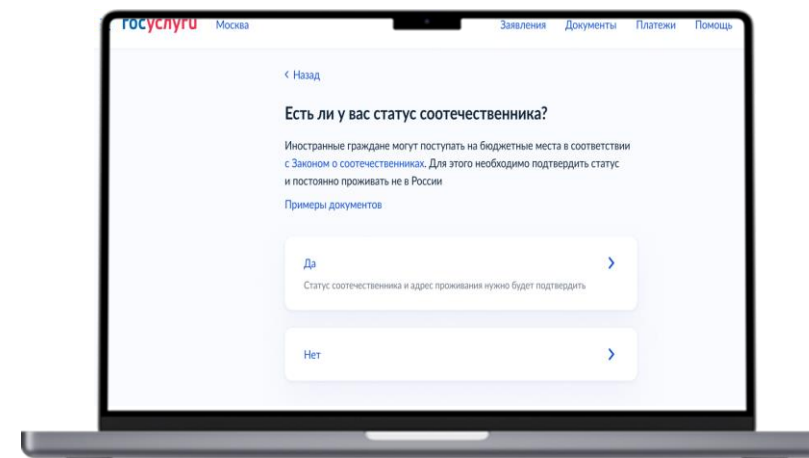 госуслуги Москва Заявления Документы Платежи Помощь
< Назад
Есть ли у вас статус соотечественника?
Иностранные граждане могут поступать на бюджетные места в соответствии
с Законом о соотечественниках. Для этого необходимо подтвердить статус
и постоянно проживать не в России
Примеры документов
Да
Статус соотечественника и адрес проживания нужно будет подтвердить
Нет